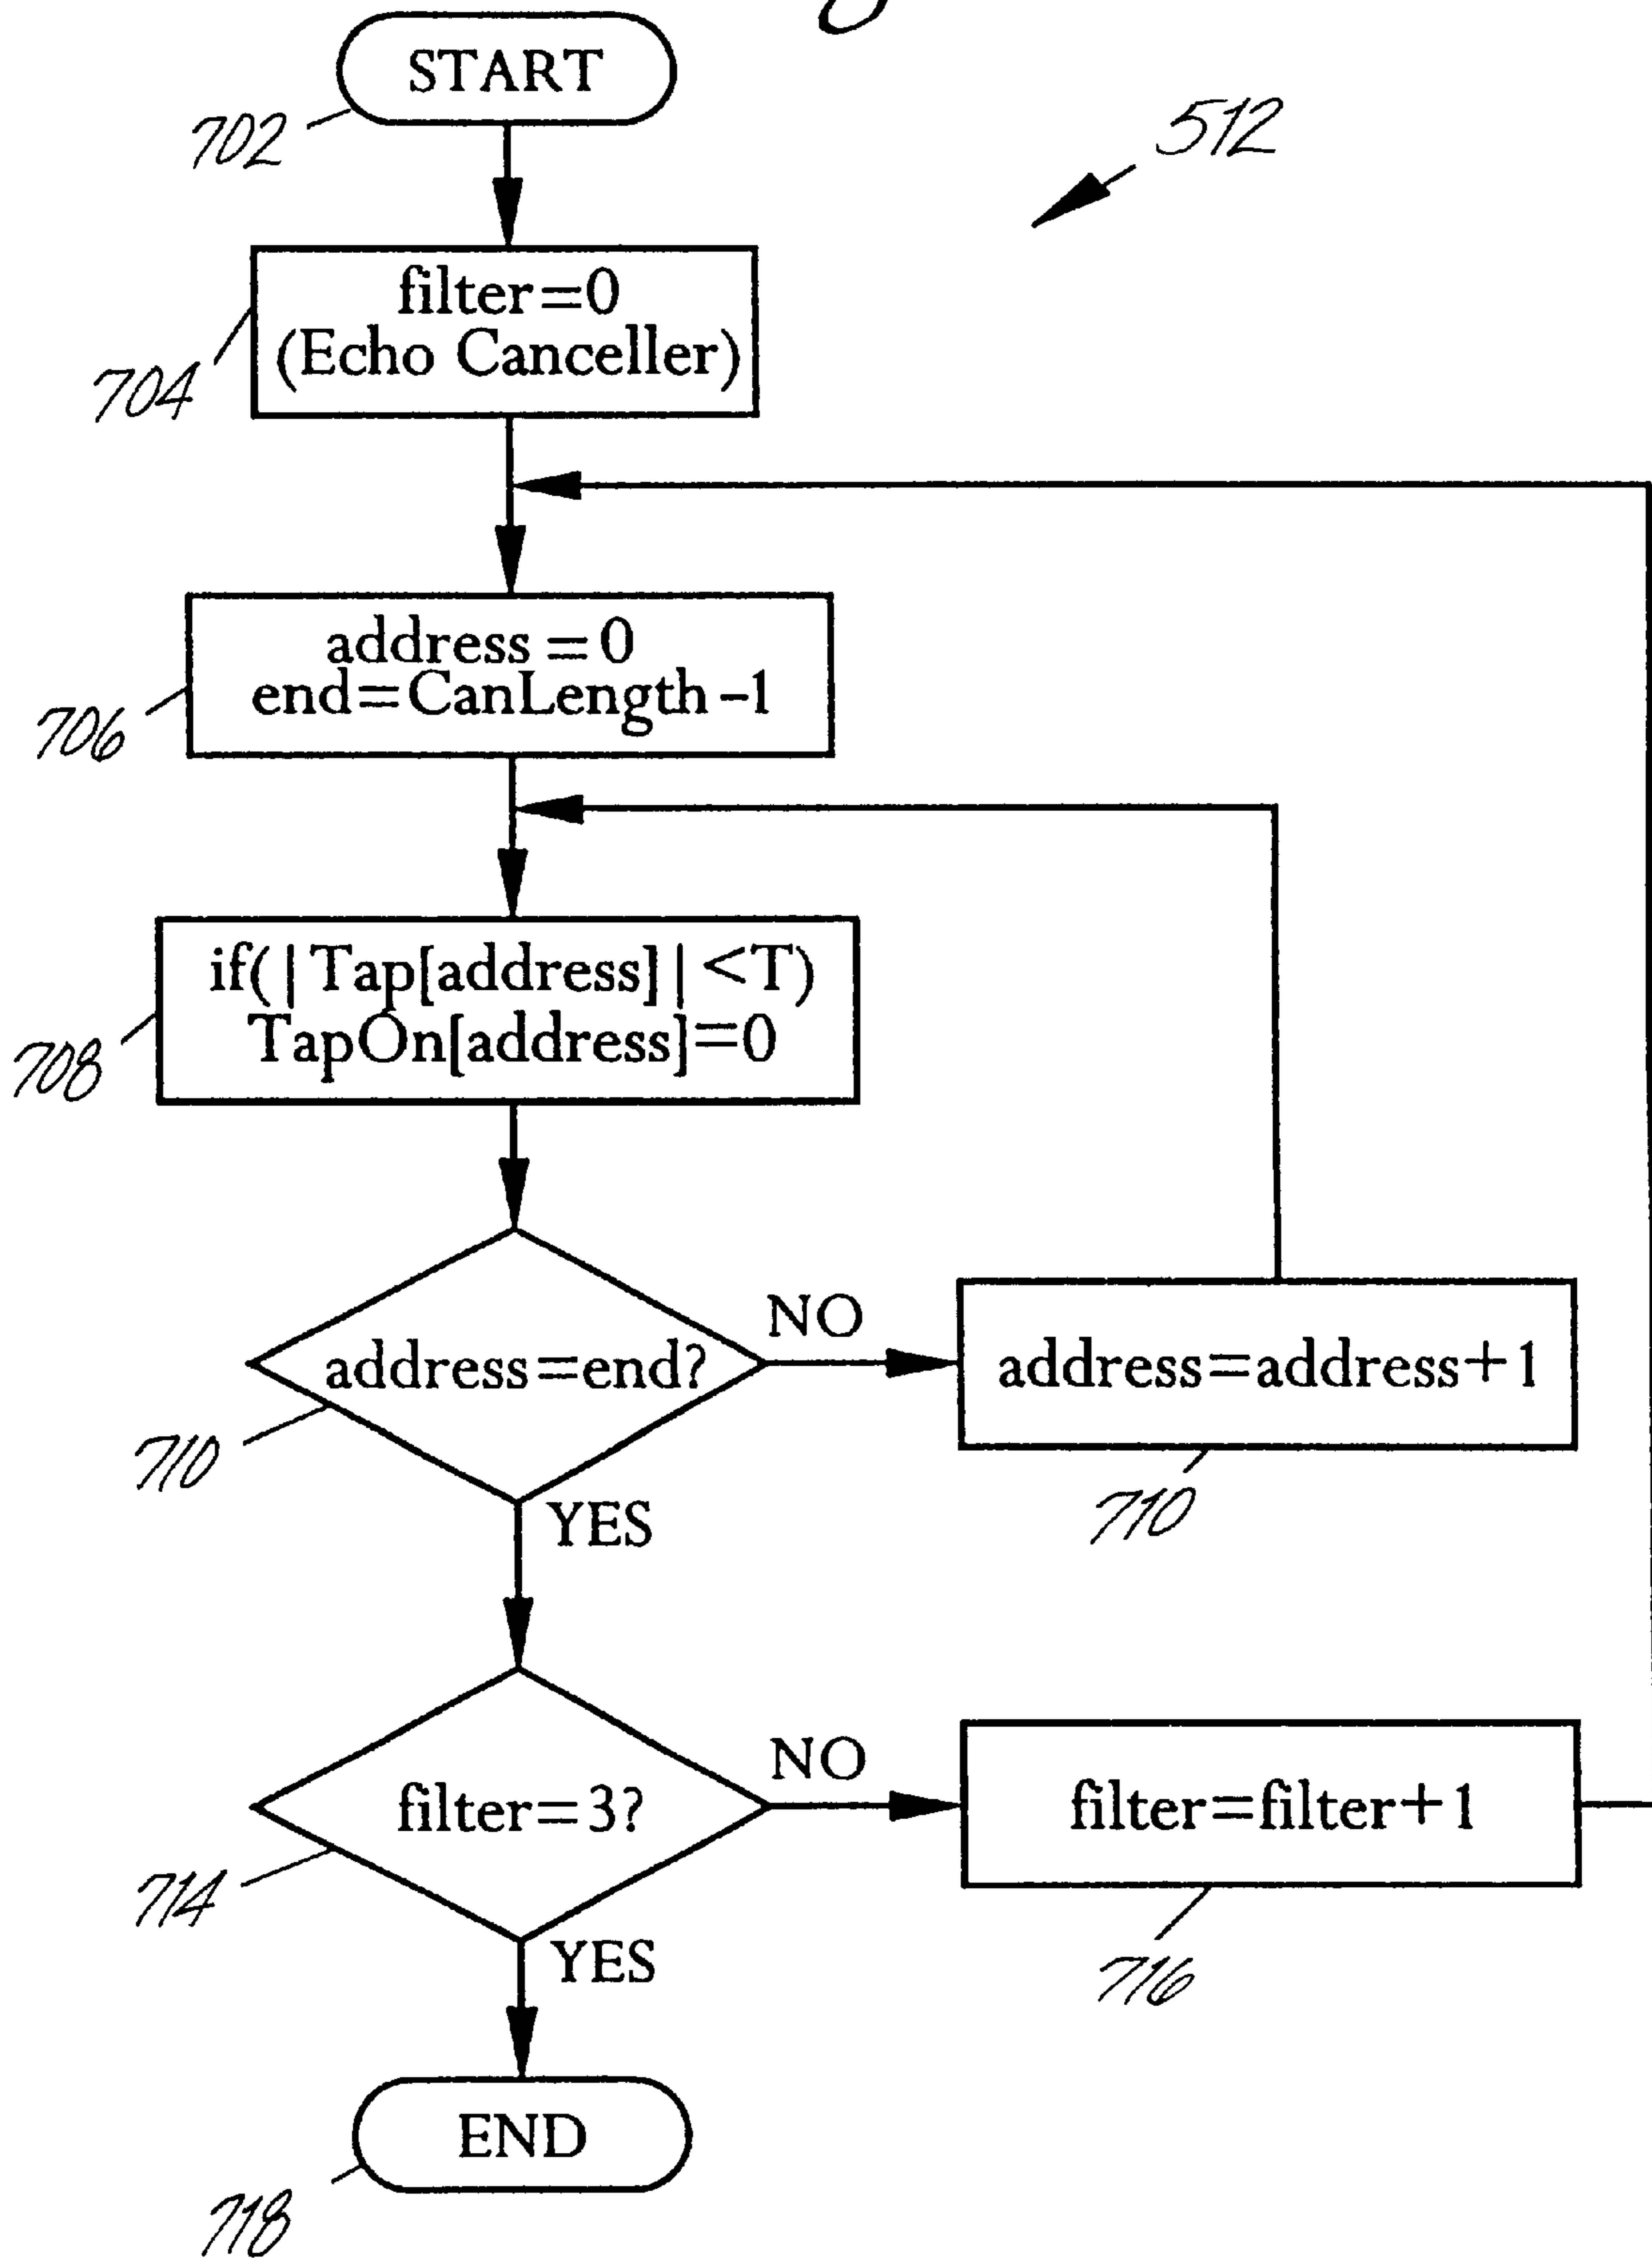 START
702
512
filter=0
(Echo Canceller)
704
address=0
end=CanLength-1
706
if(|Tap[address]|<T)
TapOn[address]=0
708
address=end?
NO
address=address+1
710
710
YES
filter=3?
NO
filter=filter+1
714
716
YES
END
718